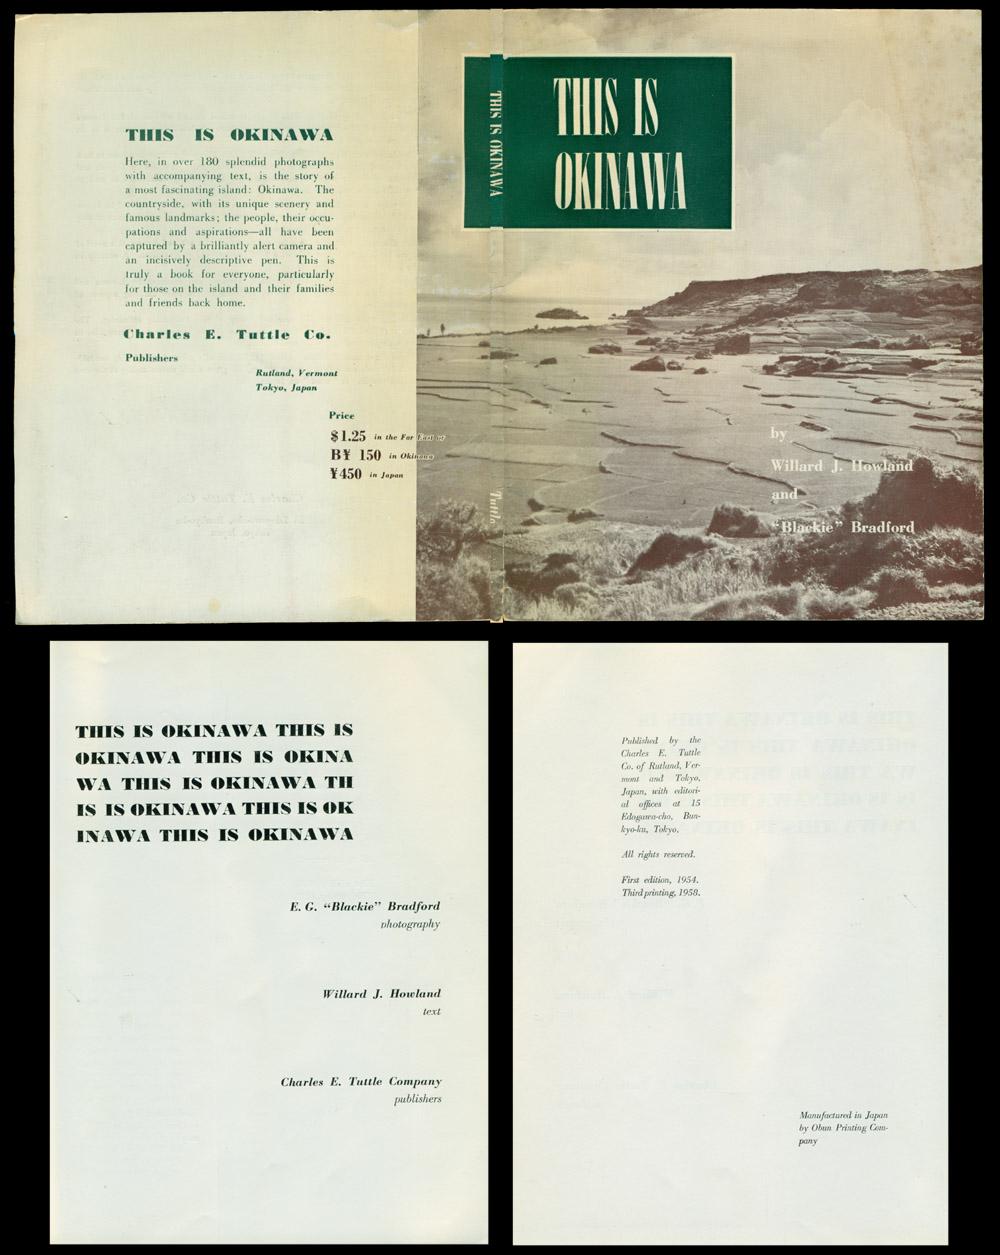 THIS IS OKINAWA
Here, in over 180 splendid photographs
with accompanying text, is the story of
a most fascinating island: Okinawa. The
countryside, with its unique scenery and
famous landmarks; the people, their occu-
pations and aspirations—all have been
captured by a brilliantly alert camera and
an incisively descriptive pen. This is
truly a book for everyone, particularly
for those on the island and their families
and friends back home.
Charles E. Tuttle Co.
Publishers
Rutland, Vermont
Tokyo, Japan
Price
$1.25 in the Far East or
B¥ 150 in Okinawa
¥450 in Japan
THIS IS OKINAWA
Tuttle
THIS IS
OKINAWA
by
Willard J. Howland
and
“Blackie” Bradford
THIS IS OKINAWA THIS IS
OKINAWA THIS IS OKINA
WA THIS IS OKINAWA TH
IS IS OKINAWA THIS IS OK
INAWA THIS IS OKINAWA
E. G. “Blackie” Bradford
photography
Willard J. Howland
text
Charles E. Tuttle Company
publishers
Published by the
Charles E. Tuttle
Co. of Rutland, Ver-
mont and Tokyo,
Japan, with editori-
al offices at 15
Edogawa-cho, Bun-
kyo-ku, Tokyo.
All rights reserved.
First edition, 1954.
Third printing, 1958.
Manufactured in Japan
by Obun Printing Com-
pany